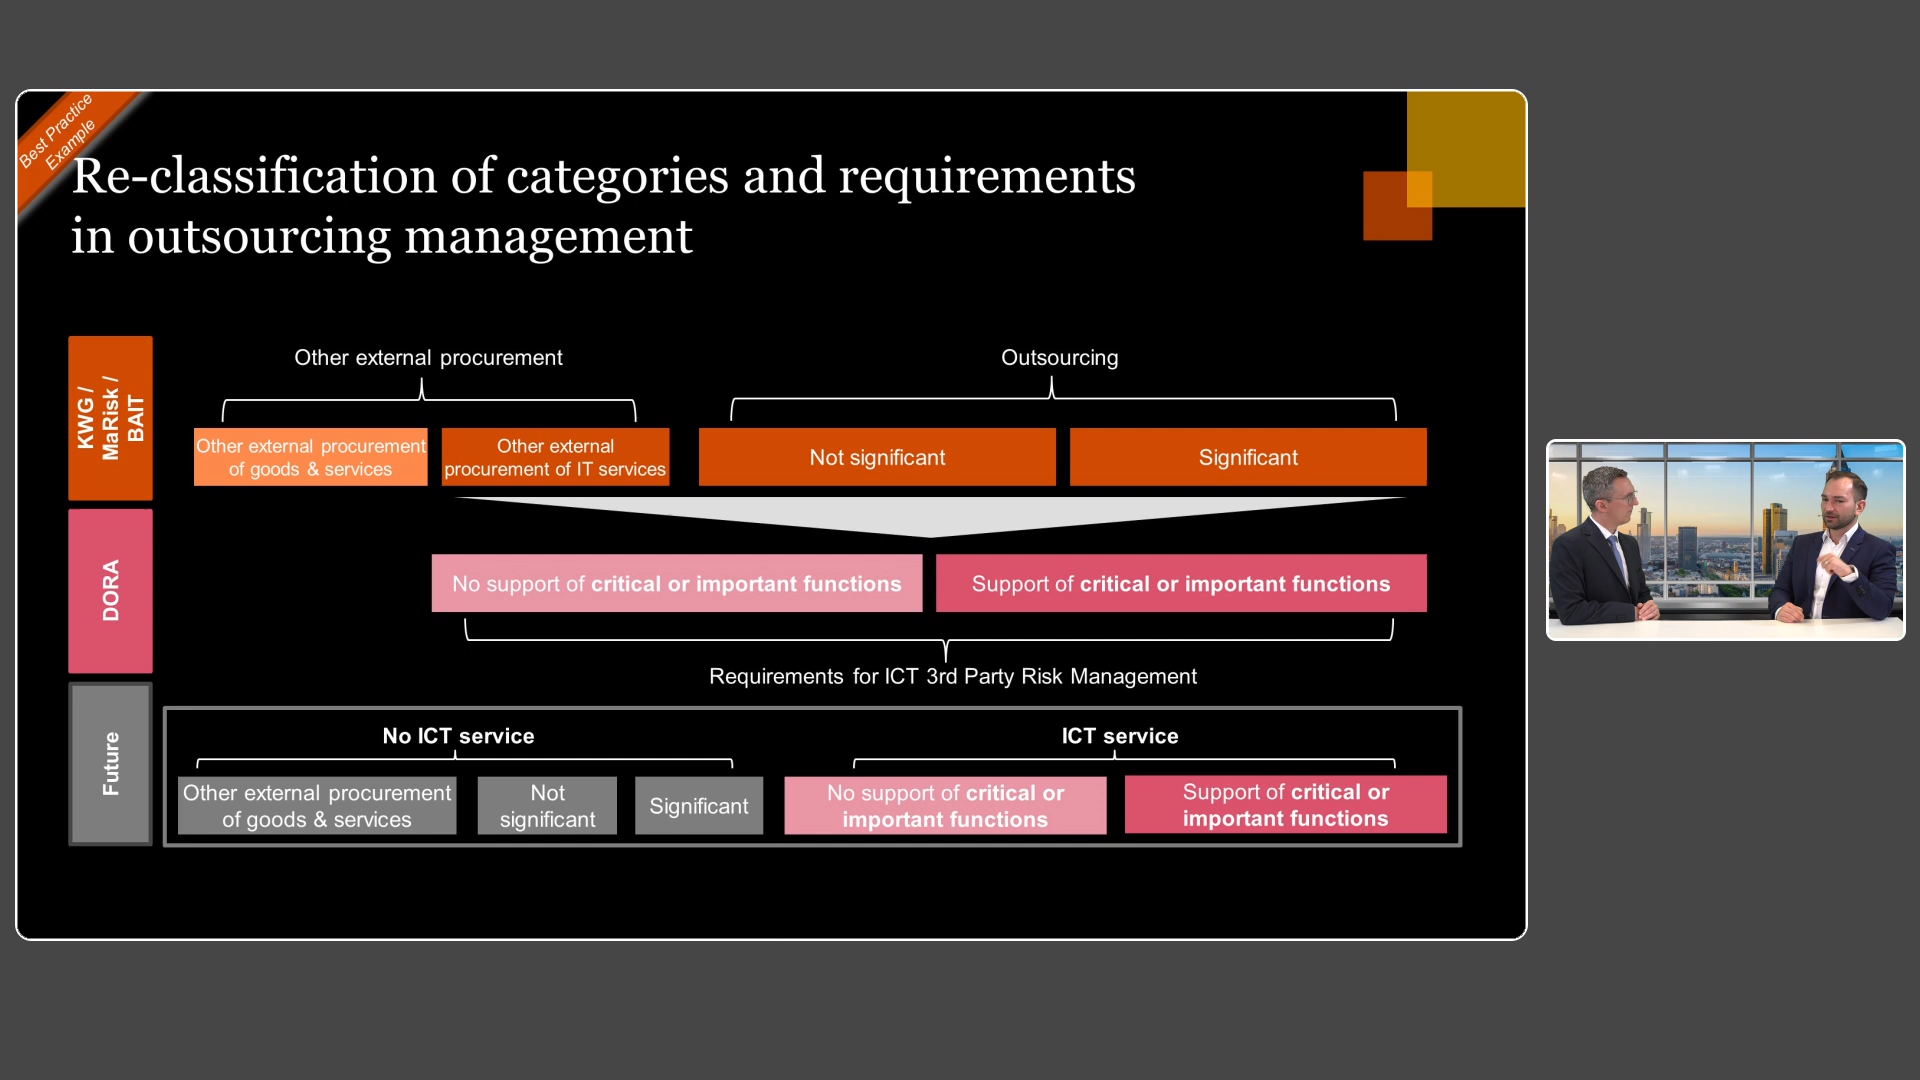 Best Practice
Example
Re-classification of categories and requirements
in outsourcing management
KWG /
MaRisk /
BAIT
Other external procurement
Outsourcing
Other external procurement
of goods & services
Other external
procurement of IT services
Not significant
Significant
DORA
No support of critical or important functions
Support of critical or important functions
Requirements for ICT 3rd Party Risk Management
Future
No ICT service
ICT service
Other external procurement
of goods & services
Not
significant
Significant
No support of critical or
important functions
Support of critical or
important functions